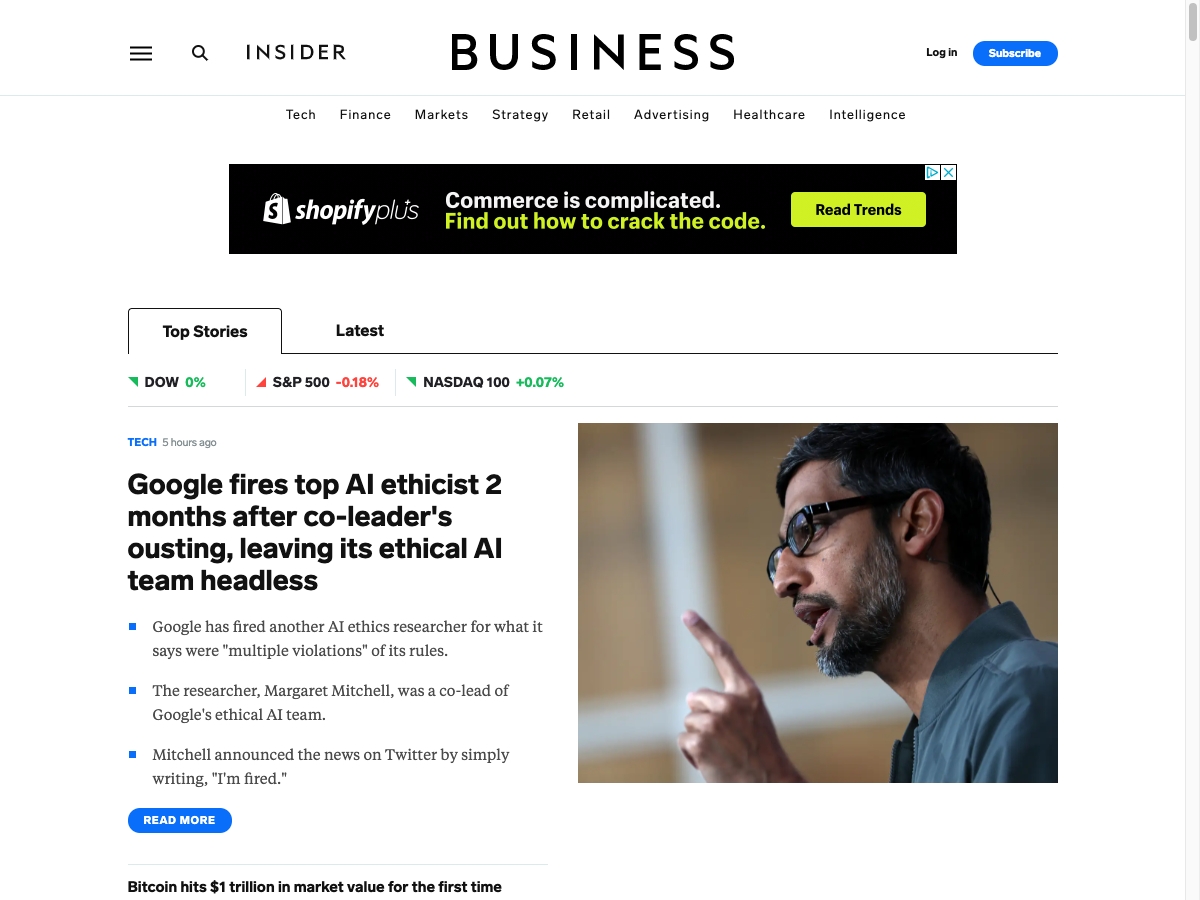 INSIDER
BUSINESS
Log in
Subscribe
Tech Finance Markets Strategy Retail Advertising Healthcare Intelligence
shopifyplus
Commerce is complicated.
Find out how to crack the code.
Read Trends
Top Stories
Latest
DOW 0%
S&P 500 -0.18%
NASDAQ 100 +0.07%
TECH 5 hours ago
Google fires top AI ethicist 2
months after co-leader's
ousting, leaving its ethical AI
team headless
Google has fired another AI ethics researcher for what it
says were "multiple violations" of its rules.
The researcher, Margaret Mitchell, was a co-lead of
Google's ethical AI team.
Mitchell announced the news on Twitter by simply
writing, "I'm fired."
READ MORE
Bitcoin hits $1 trillion in market value for the first time